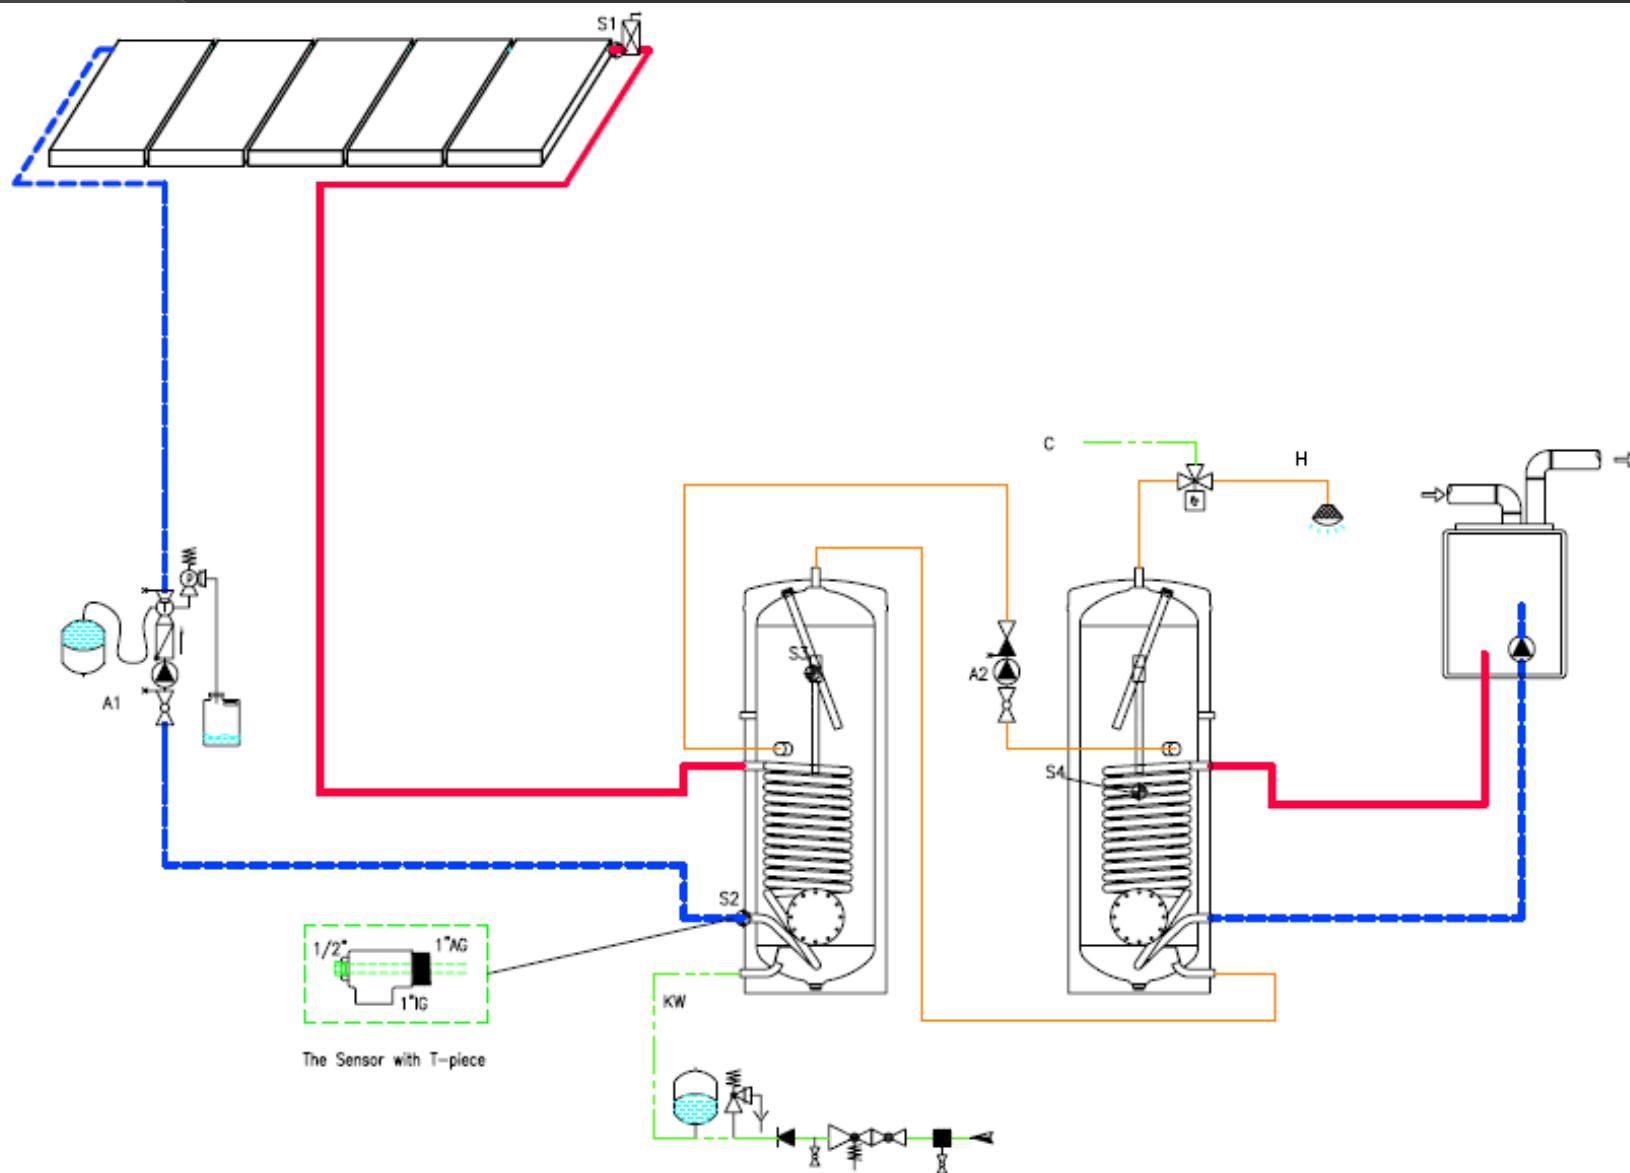 S1
C
H
S3
A2
A1
S4
S2
1/2"
1"AG
1"IG
KW
The Sensor with T-piece